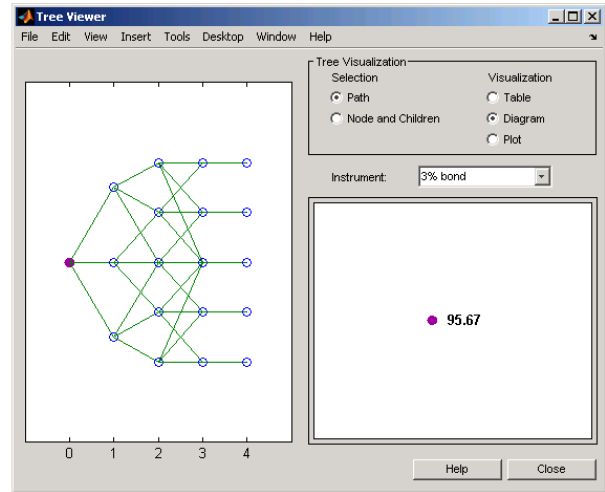 Tree Viewer
File Edit View Insert Tools Desktop Window Help
Tree Visualization
Selection Visualization
Path Table
Node and Children Diagram
Plot
Instrument: 3% bond
95.67
0 1 2 3 4
Help Close